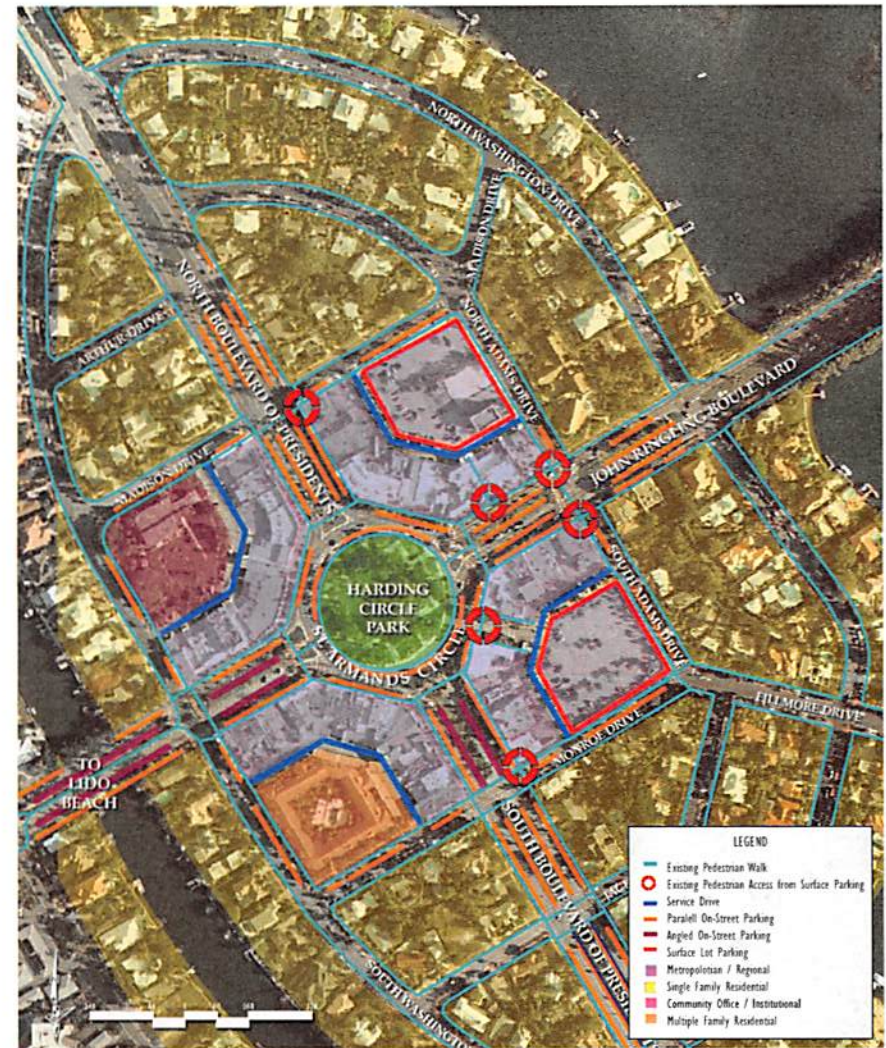 NORTH WASHINGTON DRIVE
MADISON DRIVE
NORTH BOULEVARD OF PRESIDENTS
NORTH ADAMS DRIVE
ARTHUR DRIVE
JOHN RINGLING BOULEVARD
MADISON DRIVE
HARDING
CIRCLE
PARK
ST. ARMANDS CIRCLE
SOUTH ADAMS DRIVE
FILLMORE DRIVE
MONROE DRIVE
TO
LIDO
BEACH
SOUTH BOULEVARD OF PRESI
SOUTH WASHINGTON
LEGEND
Existing Pedestrian Walk
Existing Pedestrian Access from Surface Parking
Service Drive
Paralell On-Street Parking
Angled On-Street Parking
Surface Lot Parking
Metropolotian / Regional
Single Family Residential
Community Office / Institutional
Multiple Family Residential